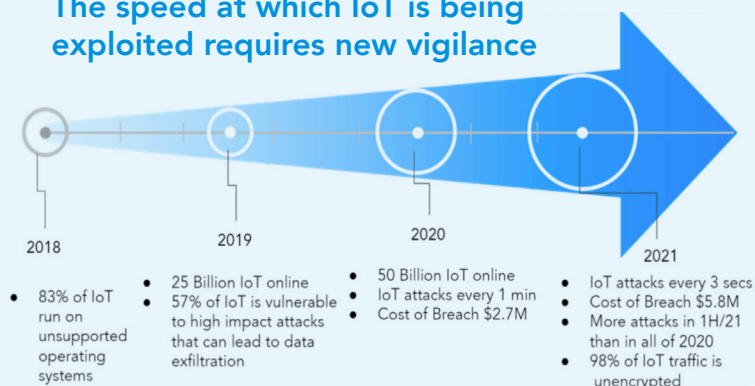 The speed at which IoT is being
exploited requires new vigilance
2018
• 83% of IoT
run on
unsupported
operating
systems
2019
• 25 Billion IoT online
• 57% of IoT is vulnerable
to high impact attacks
that can lead to data
exfiltration
2020
• 50 Billion IoT online
• IoT attacks every 1 min
• Cost of Breach $2.7M
2021
• IoT attacks every 3 secs
• Cost of Breach $5.8M
• More attacks in 1H/21
than in all of 2020
• 98% of IoT traffic is
unencrypted